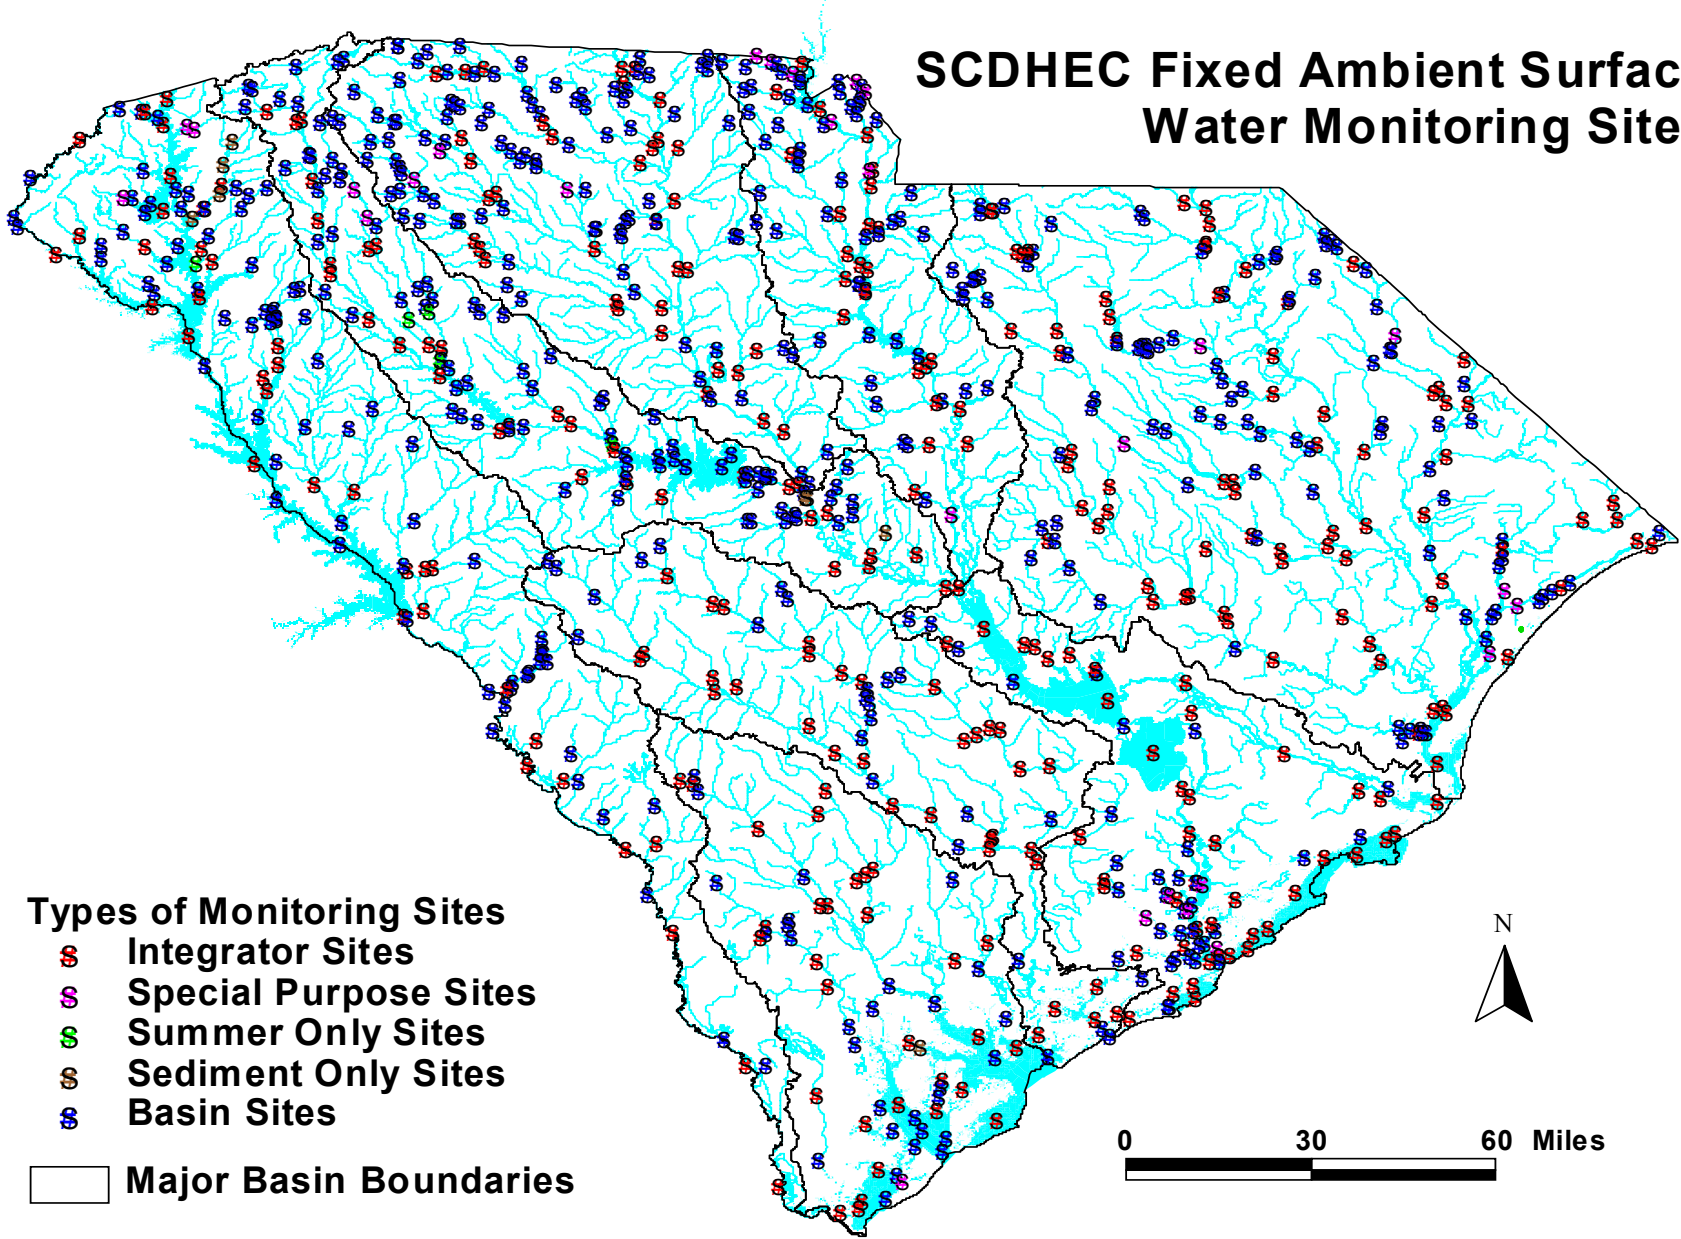 SCDHEC Fixed Ambient Surfac
Water Monitoring Site
Types of Monitoring Sites
Integrator Sites
Special Purpose Sites
Summer Only Sites
Sediment Only Sites
Basin Sites
Major Basin Boundaries
N
0 30 60 Miles